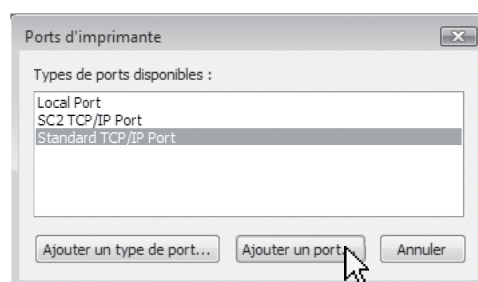 Ports d'imprimante
Types de ports disponibles :
Local Port
SC2 TCP/IP Port
Standard TCP/IP Port
Ajouter un type de port... Ajouter un port... Annuler